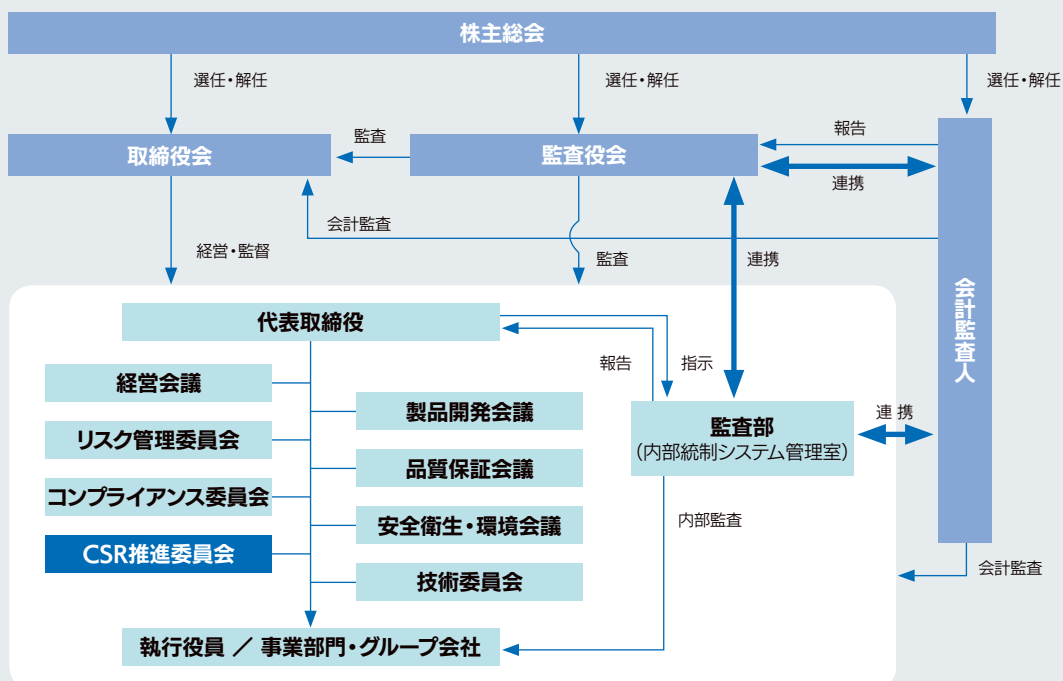 株主総会
選任・解任
選任・解任
選任・解任
取締役会
監査
監査役会
報告
連携
会計監査
経営・監督
監査
連携
会計監査人
代表取締役
報告
指示
経営会議
製品開発会議
リスク管理委員会
監査部
(内部統制システム管理室)
連 携
品質保証会議
コンプライアンス委員会
安全衛生・環境会議
内部監査
CSR推進委員会
技術委員会
会計監査
執行役員 / 事業部門・グループ会社